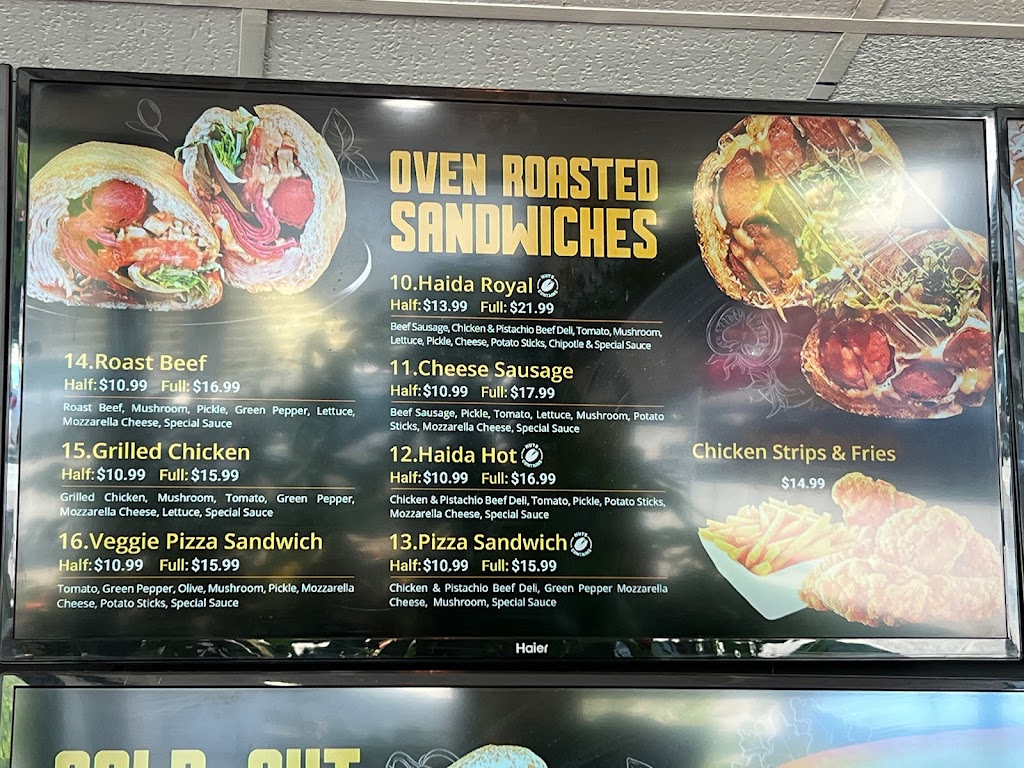 OVEN ROASTED
SANDWICHES
10.Haida Royal
Half:$13.99 Full:$21.99
Beef Sausage, Chicken & Pistachio Beef Deli, Tomato, Mushroom,
Lettuce, Pickle, Cheese, Potato Sticks, Chipotle & Special Sauce
11.Cheese Sausage
Half:$10.99 Full:$17.99
Beef Sausage, Pickle, Tomato, Lettuce, Mushroom, Potato
Sticks, Mozzarella Cheese, Special Sauce
12.Haida Hot
Half:$10.99 Full:$16.99
Chicken & Pistachio Beef Deli, Tomato, Pickle, Potato Sticks,
Mozzarella Cheese, Special Sauce
13.Pizza Sandwich
Half:$10,99 Full:$15.99
Chicken & Pistachio Beef Deli, Green Pepper Mozzarella
Cheese, Mushroom, Special Sauce
14.Roast Beef
Half:$10.99 Full:$16.99
Roast Beef, Mushroom, Pickle, Green Pepper, Lettuce,
Mozzarella Cheese, Special Sauce
15.Grilled Chicken
Half:$10.99 Full:$15.99
Grilled Chicken, Mushroom, Tomato, Green Pepper,
Mozzarella Cheese, Lettuce, Special Sauce
16.Veggie Pizza Sandwich
Half:$10.99 Full:$15.99
Tomato, Green Pepper, Olive, Mushroom, Pickle, Mozzarella
Cheese, Potato Sticks, Special Sauce
Chicken Strips & Fries
$14.99
Haier
COLD CUT